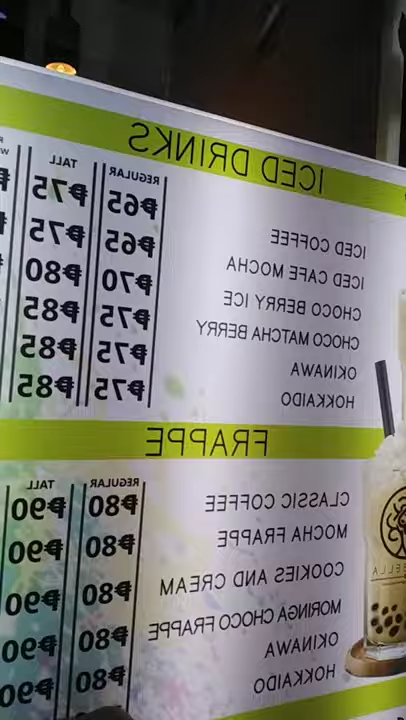 ICED DRINKS
REGULAR TALL
ICED COFFEE ₱65 ₱75
ICED CAFE MOCHA ₱65 ₱75
CHOCO BERRY ICE ₱70 ₱80
CHOCO MATCHA BERRY ₱75 ₱85
OKINAWA ₱75 ₱85
HOKKAIDO ₱75 ₱85
FRAPPE
REGULAR TALL
CLASSIC COFFEE ₱80 ₱90
MOCHA FRAPPE ₱80 ₱90
COOKIES AND CREAM ₱80 ₱90
MORINGA CHOCO FRAPPE ₱80 ₱90
OKINAWA ₱80 ₱90
HOKKAIDO